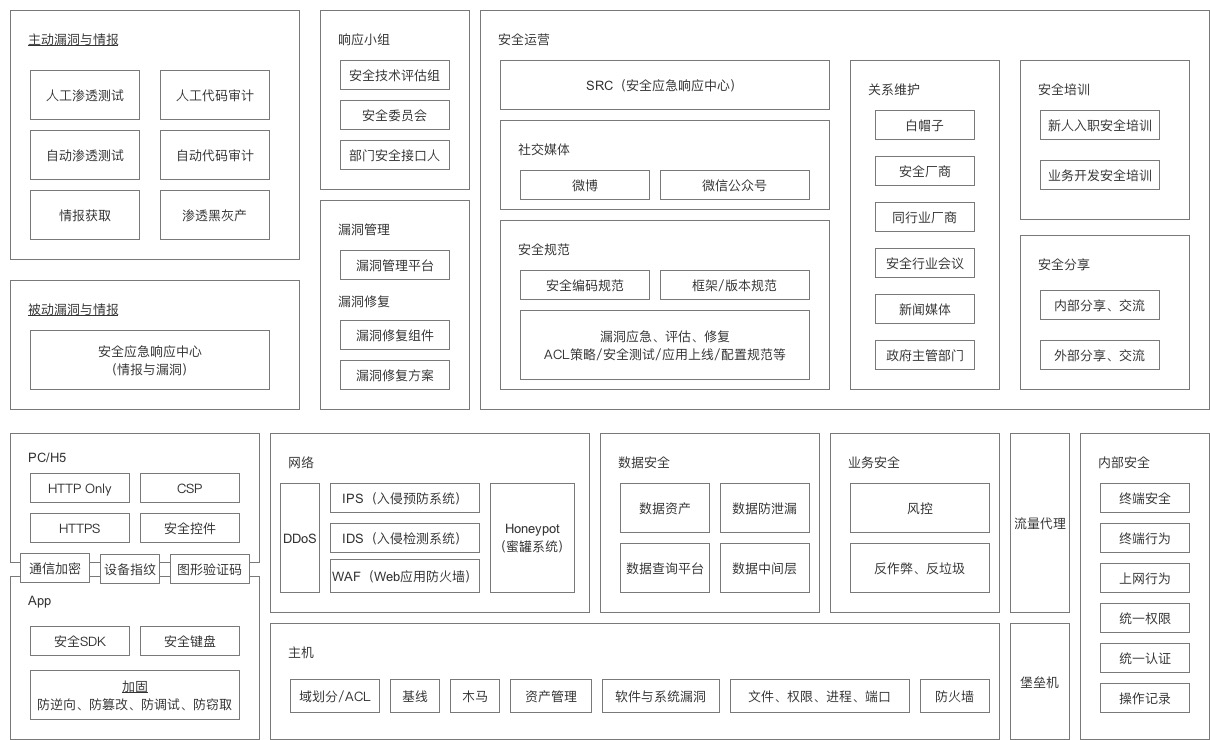 主动漏洞与情报
人工渗透测试
人工代码审计
自动渗透测试
自动代码审计
情报获取
渗透黑灰产
被动漏洞与情报
安全应急响应中心
（情报与漏洞）
响应小组
安全技术评估组
安全委员会
部门安全接口人
漏洞管理
漏洞管理平台
漏洞修复
漏洞修复组件
漏洞修复方案
安全运营
SRC（安全应急响应中心）
社交媒体
微博
微信公众号
安全规范
安全编码规范
框架/版本规范
漏洞应急、评估、修复
ACL策略/安全测试/应用上线/配置规范等
关系维护
白帽子
安全厂商
同行业厂商
安全行业会议
新闻媒体
政府主管部门
安全培训
新人入职安全培训
业务开发安全培训
安全分享
内部分享、交流
外部分享、交流
PC/H5
HTTP Only
CSP
HTTPS
安全控件
通信加密
设备指纹
图形验证码
App
安全SDK
安全键盘
加固
防逆向、防篡改、防调试、防窃取
网络
DDoS
IPS（入侵预防系统）
IDS（入侵检测系统）
WAF（Web应用防火墙）
Honeypot
（蜜罐系统）
数据安全
数据资产
数据防泄漏
数据查询平台
数据中间层
业务安全
风控
反作弊、反垃圾
流量代理
主机
域划分/ACL
基线
木马
资产管理
软件与系统漏洞
文件、权限、进程、端口
防火墙
堡垒机
内部安全
终端安全
终端行为
上网行为
统一权限
统一认证
操作记录